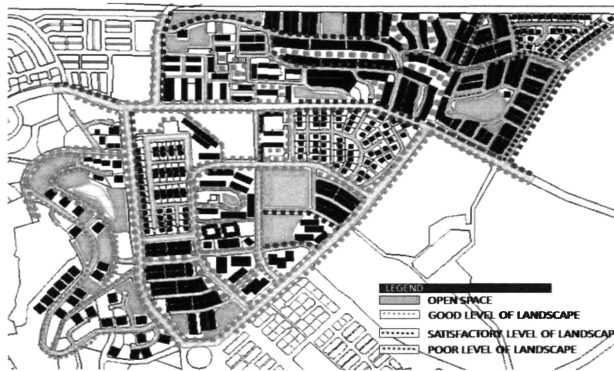 LEGEND
OPEN SPACE
GOOD LEVEL OF LANDSCAPE
SATISFACTORY LEVEL OF LANDSCAP
POOR LEVEL OF LANDSCAPE